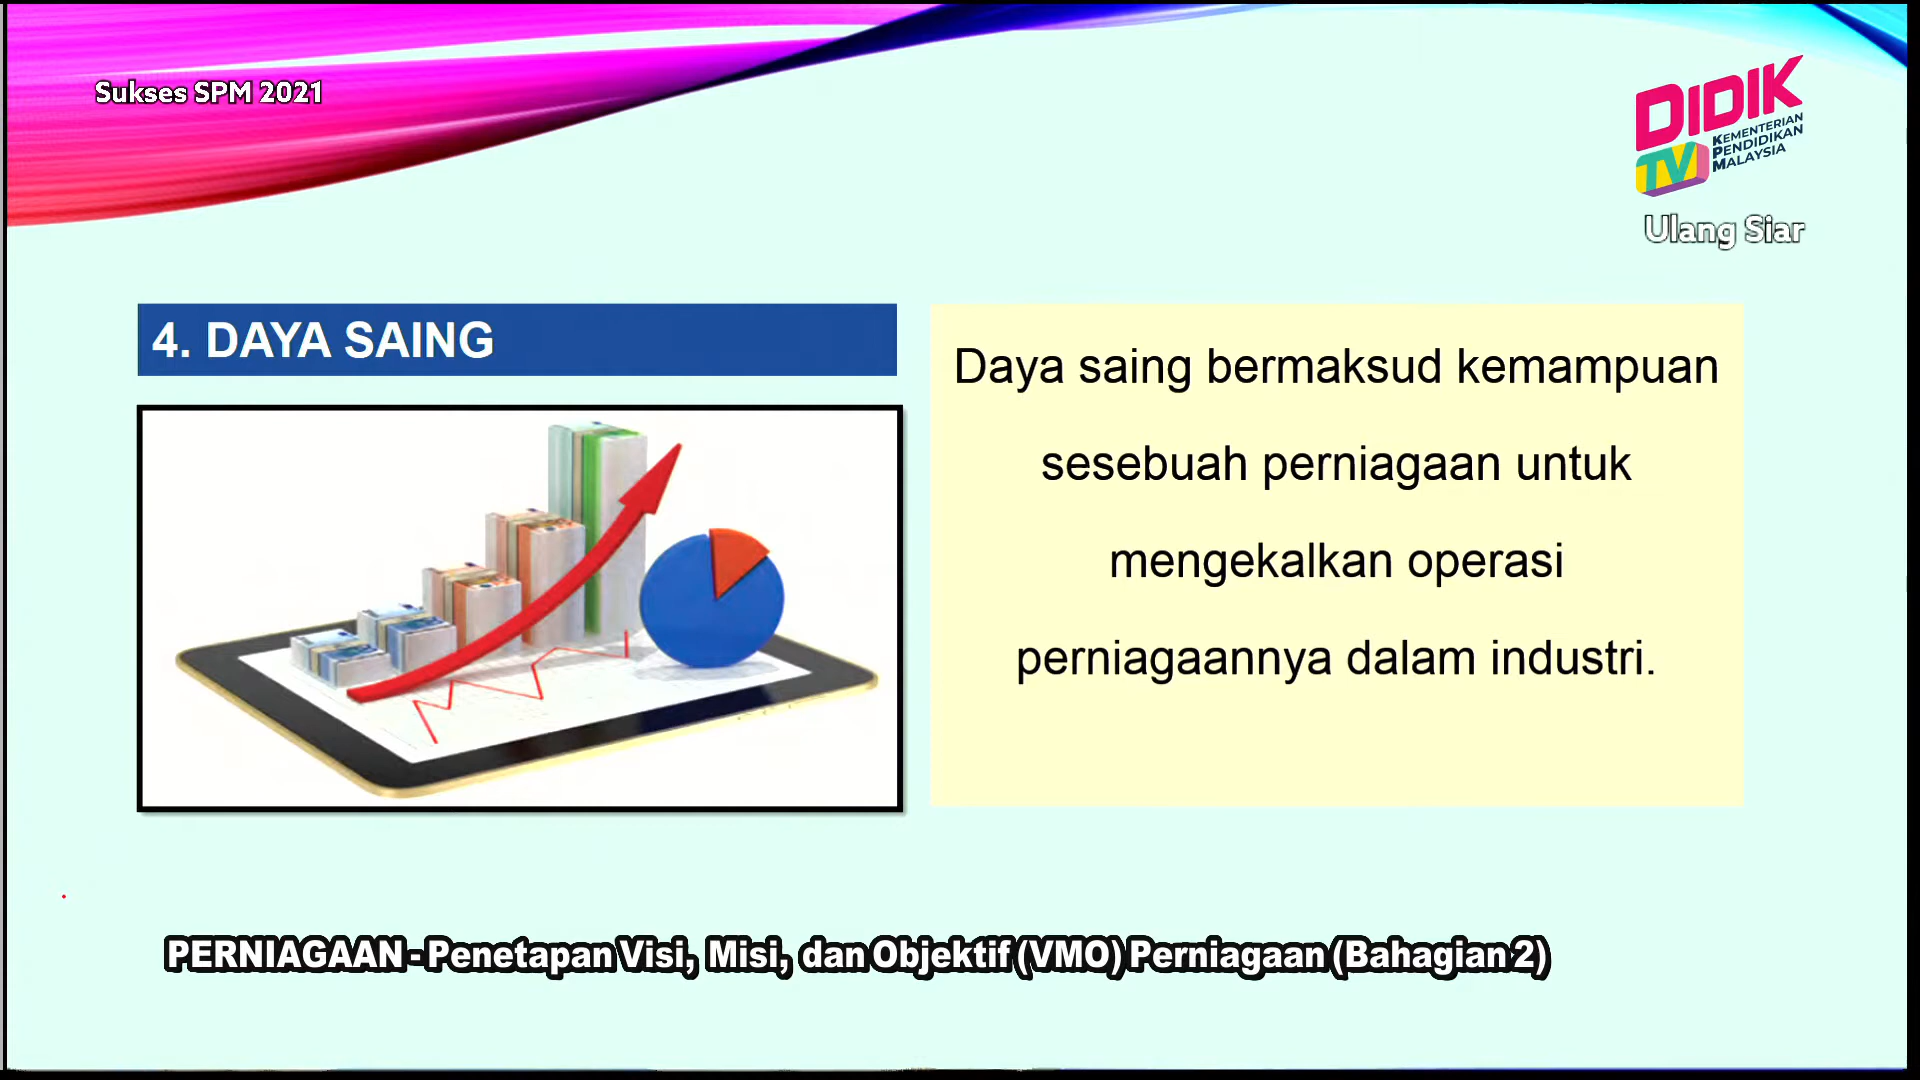 Sukses SPM 2021
DIDIK
TV
KEMENTERIAN
PENDIDIKAN
MALAYSIA
Ulang Siar
4. DAYA SAING
Daya saing bermaksud kemampuan
sesebuah perniagaan untuk
mengekalkan operasi
perniagaannya dalam industri.
PERNIAGAAN - Penetapan Visi, Misi, dan Objektif (VMO) Perniagaan (Bahagian 2)